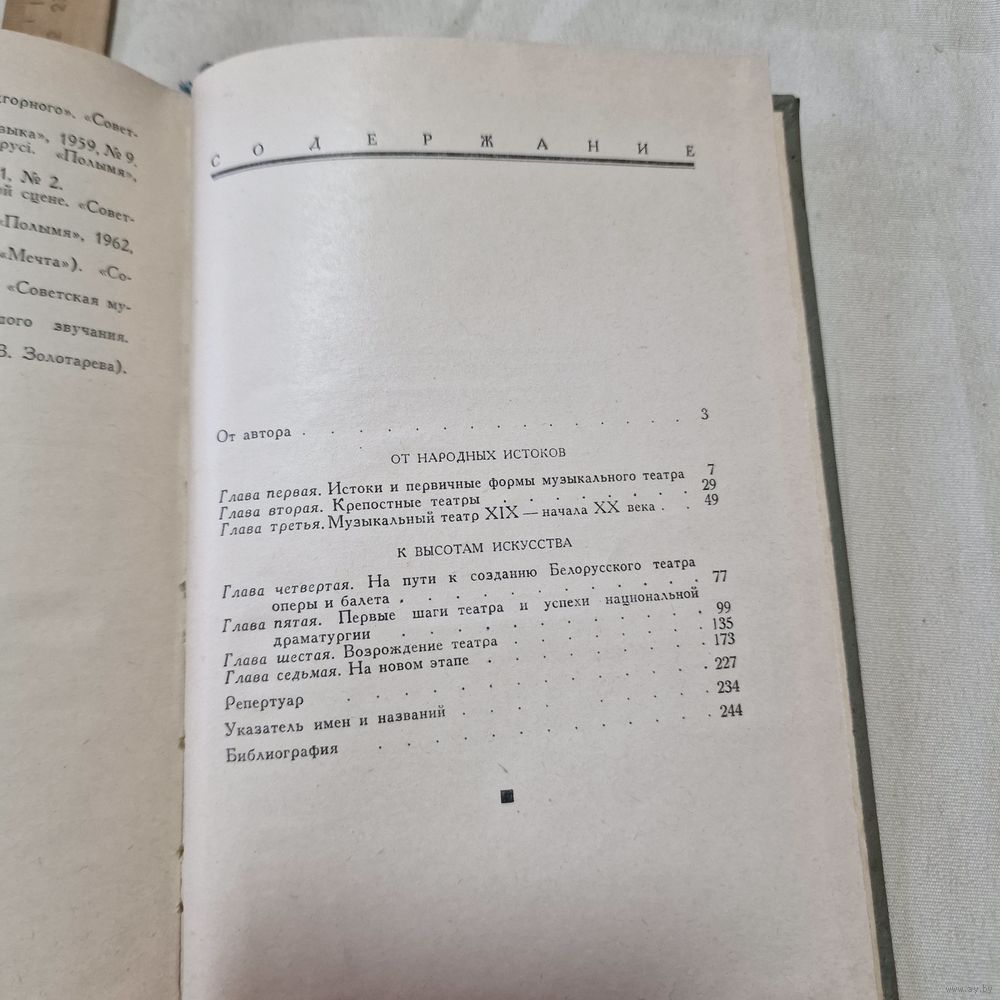 горного». «Совет-
зыка», 1959, № 9.
русі. «Полымя»,
1, № 2.
й сцене. «Совет-
«Полымя», 1962,
«Мечта»). «Со-
«Советская му-
ого звучания.
В. Золотарева).
СОДЕРЖАНИЕ
От автора . . . . . . . . . . . . . . . 3
ОТ НАРОДНЫХ ИСТОКОВ
Глава первая. Истоки и первичные формы музыкального театра 7
Глава вторая. Крепостные театры . . . . . . . . 29
Глава третья. Музыкальный театр XIX — начала XX века . . 49
К ВЫСОТАМ ИСКУССТВА
Глава четвертая. На пути к созданию Белорусского театра
оперы и балета . . . . . . . . . . . . 77
Глава пятая. Первые шаги театра и успехи национальной
драматургии . . . . . . . . . . . . 99
Глава шестая. Возрождение театра . . . . . . . . 135
Глава седьмая. На новом этапе . . . . . . . . . 173
Репертуар . . . . . . . . . . . . . . 227
Указатель имен и названий . . . . . . . . . . 234
Библиография . . . . . . . . . . . . . 244
www.ay.by